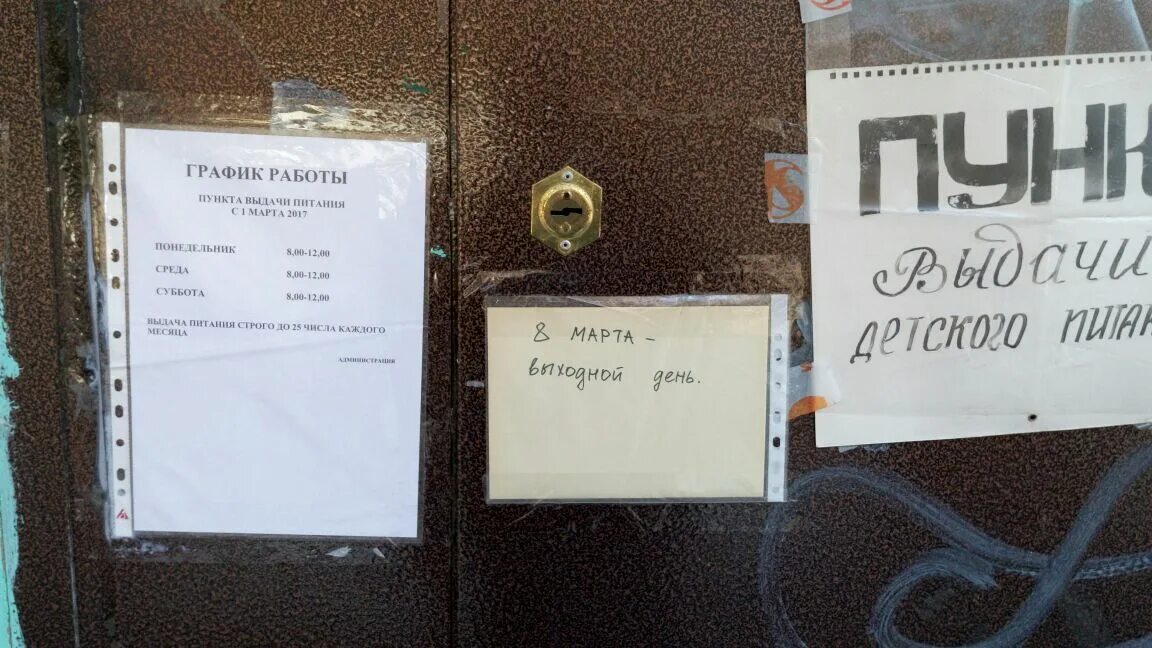 ГРАФИК РАБОТЫ
ПУНКТА ВЫДАЧИ ПИТАНИЯ
С 1 МАРТА 2017
ПОНЕДЕЛЬНИК 8,00-12,00
СРЕДА 8,00-12,00
СУББОТА 8,00-12,00
ВЫДАЧА ПИТАНИЯ СТРОГО ДО 25 ЧИСЛА КАЖДОГО
МЕСЯЦА
АДМИНИСТРАЦИЯ
8 МАРТА -
выходной день.
ПУНК
Выдачи
детского питан